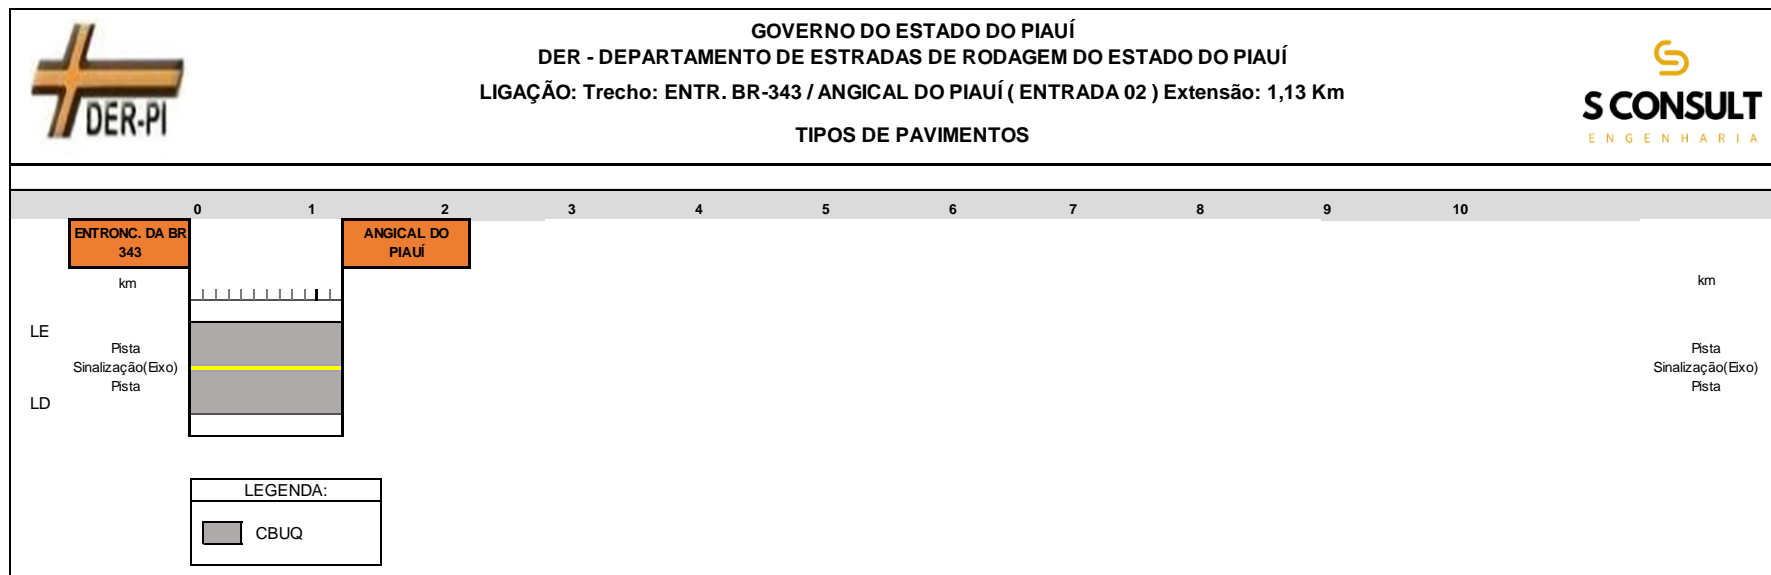 GOVERNO DO ESTADO DO PIAUÍ
DER - DEPARTAMENTO DE ESTRADAS DE RODAGEM DO ESTADO DO PIAUÍ
LIGAÇÃO: Trecho: ENTR. BR-343 / ANGICAL DO PIAUÍ ( ENTRADA 02 ) Extensão: 1,13 Km
TIPOS DE PAVIMENTOS
DER-PI
S CONSULT
ENGENHARIA
0 1 2 3 4 5 6 7 8 9 10
ENTRONC. DA BR
343
ANGICAL DO
PIAUÍ
km km
LE
Pista Pista
Sinalização(Eixo) Sinalização(Eixo)
Pista Pista
LD
LEGENDA:
CBUQ